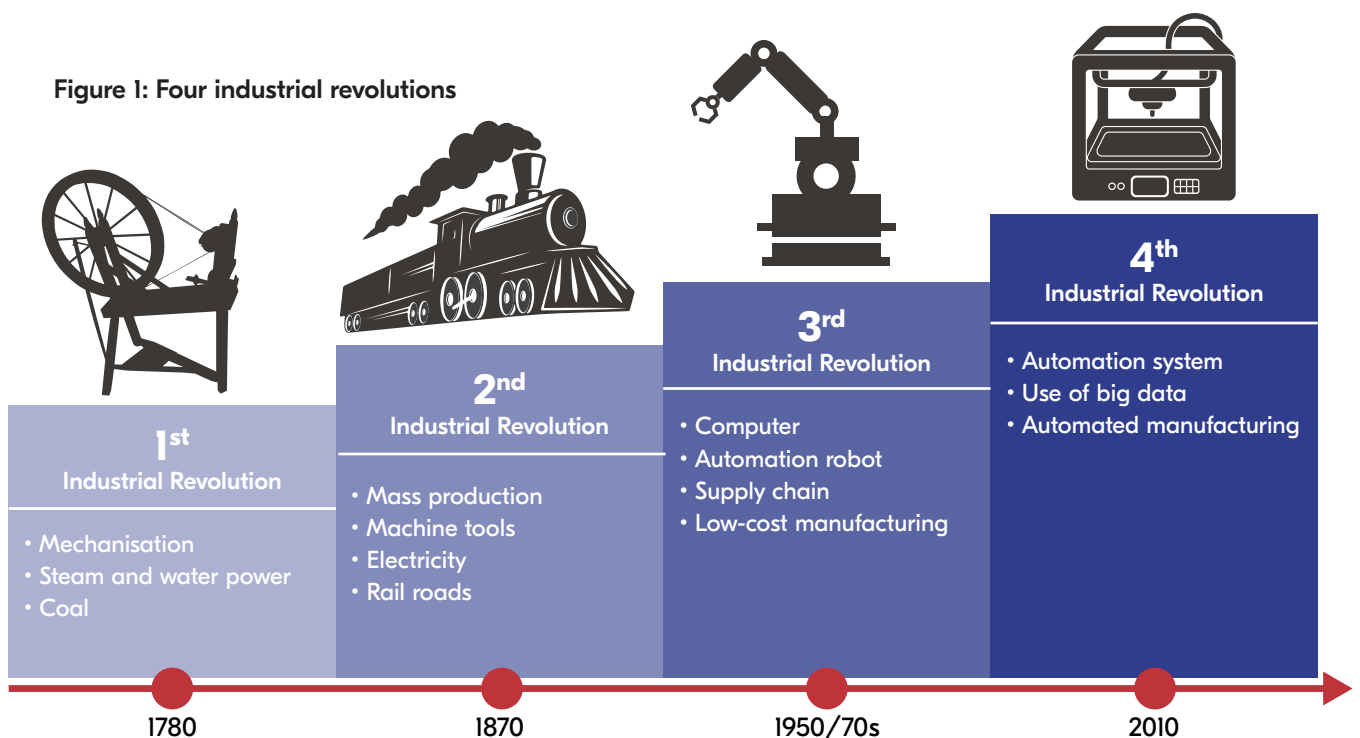 Figure 1: Four industrial revolutions
1st
Industrial Revolution
• Mechanisation
• Steam and water power
• Coal
2nd
Industrial Revolution
• Mass production
• Machine tools
• Electricity
• Rail roads
3rd
Industrial Revolution
• Computer
• Automation robot
• Supply chain
• Low-cost manufacturing
4th
Industrial Revolution
• Automation system
• Use of big data
• Automated manufacturing
1780
1870
1950/70s
2010